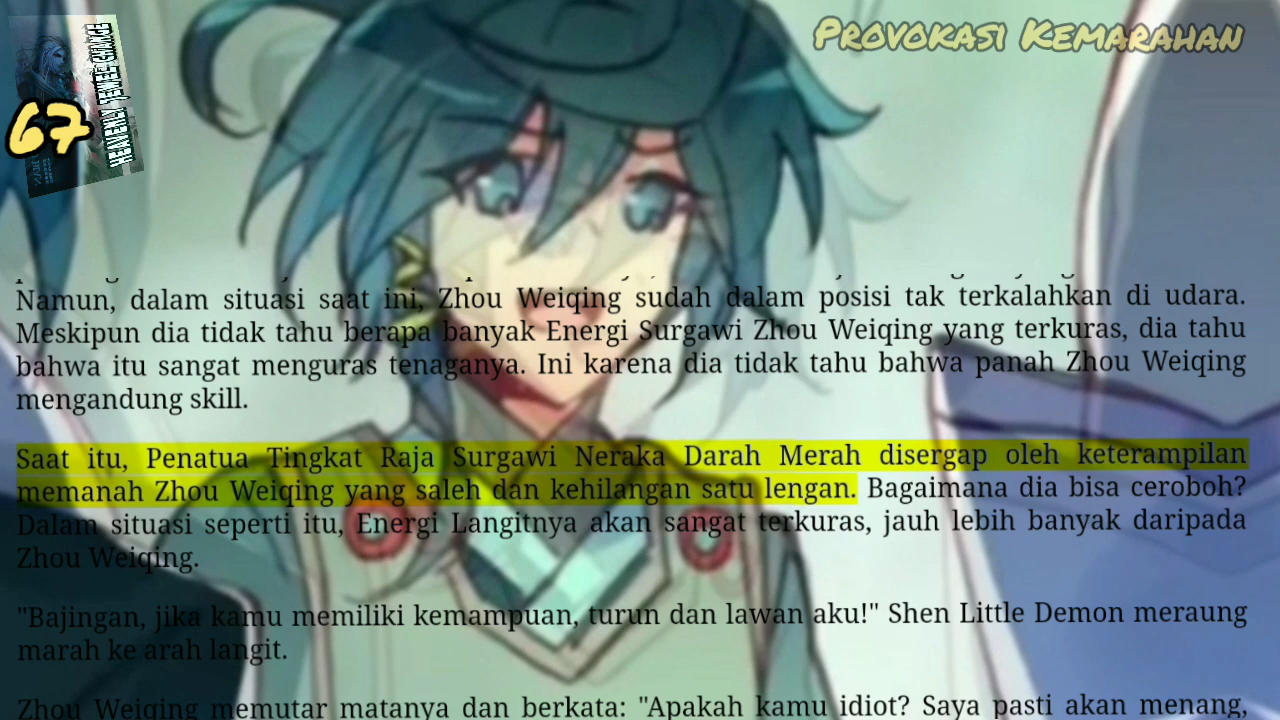 Provokasi Kemarahan
HEAVENLY JEWEL CHANGE
67
Namun, dalam situasi saat ini, Zhou Weiqing sudah dalam posisi tak terkalahkan di udara.
Meskipun dia tidak tahu berapa banyak Energi Surgawi Zhou Weiqing yang terkuras, dia tahu
bahwa itu sangat menguras tenaganya. Ini karena dia tidak tahu bahwa panah Zhou Weiqing
mengandung skill.
Saat itu, Penatua Tingkat Raja Surgawi Neraka Darah Merah disergap oleh keterampilan
memanah Zhou Weiqing yang saleh dan kehilangan satu lengan. Bagaimana dia bisa ceroboh?
Dalam situasi seperti itu, Energi Langitnya akan sangat terkuras, jauh lebih banyak daripada
Zhou Weiqing.
"Bajingan, jika kamu memiliki kemampuan, turun dan lawan aku!" Shen Little Demon meraung
marah ke arah langit.
Zhou Weiqing memutar matanya dan berkata: "Apakah kamu idiot? Saya pasti akan menang,